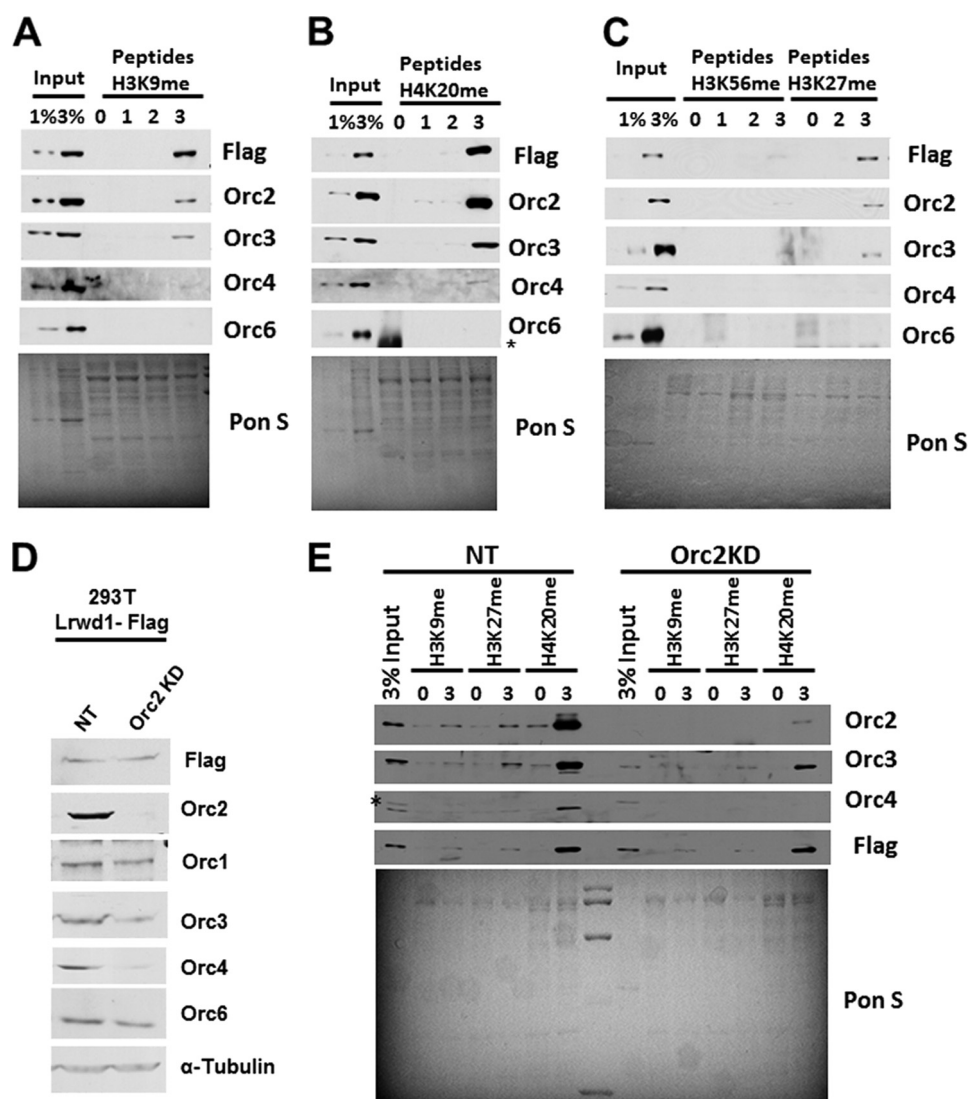 A
Peptides
Input H3K9me
1%3% 0 1 2 3
Flag
Orc2
Orc3
Orc4
Orc6
Pon S
B
Peptides
Input H4K20me
1%3% 0 1 2 3
Flag
Orc2
Orc3
Orc4
Orc6
*
Pon S
C
Peptides Peptides
Input H3K56me H3K27me
1% 3% 0 1 2 3 0 2 3
Flag
Orc2
Orc3
Orc4
Orc6
Pon S
D
293T
Lrwd1- Flag
NT Orc2 KD
Flag
Orc2
Orc1
Orc3
Orc4
Orc6
α-Tubulin
E
NT Orc2KD
3% Input H3K9me H3K27me H4K20me 3% Input H3K9me H3K27me H4K20me
0 3 0 3 0 3 0 3 0 3 0 3
Orc2
Orc3
* Orc4
Flag
Pon S